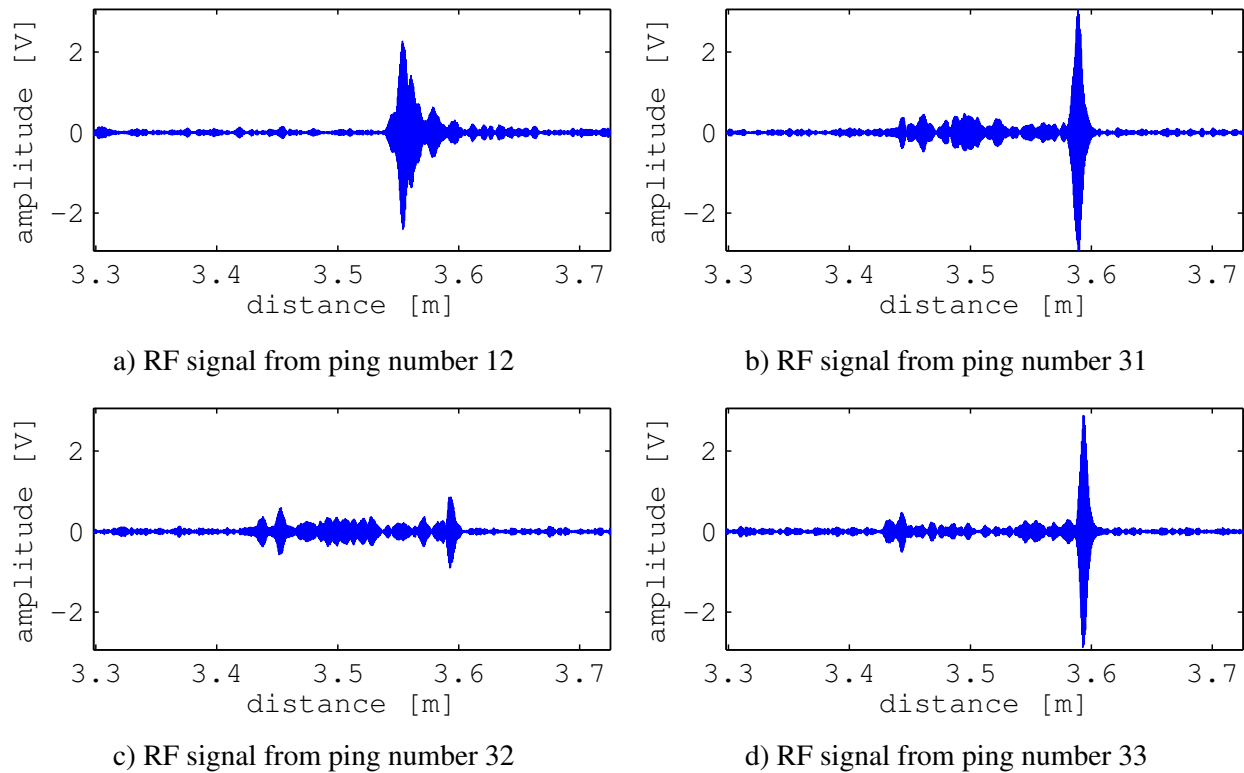 amplitude [V]
2
0
−2
3.3 3.4 3.5 3.6 3.7
distance [m]
a) RF signal from ping number 12
amplitude [V]
2
0
−2
3.3 3.4 3.5 3.6 3.7
distance [m]
b) RF signal from ping number 31
amplitude [V]
2
0
−2
3.3 3.4 3.5 3.6 3.7
distance [m]
c) RF signal from ping number 32
amplitude [V]
2
0
−2
3.3 3.4 3.5 3.6 3.7
distance [m]
d) RF signal from ping number 33